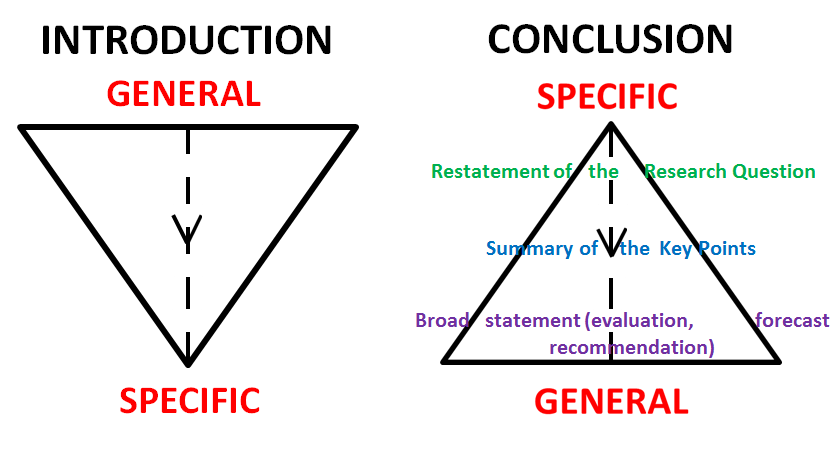 INTRODUCTION
GENERAL
SPECIFIC
CONCLUSION
SPECIFIC
Restatement of the Research Question
Summary of the Key Points
Broad statement (evaluation, forecast
recommendation)
GENERAL